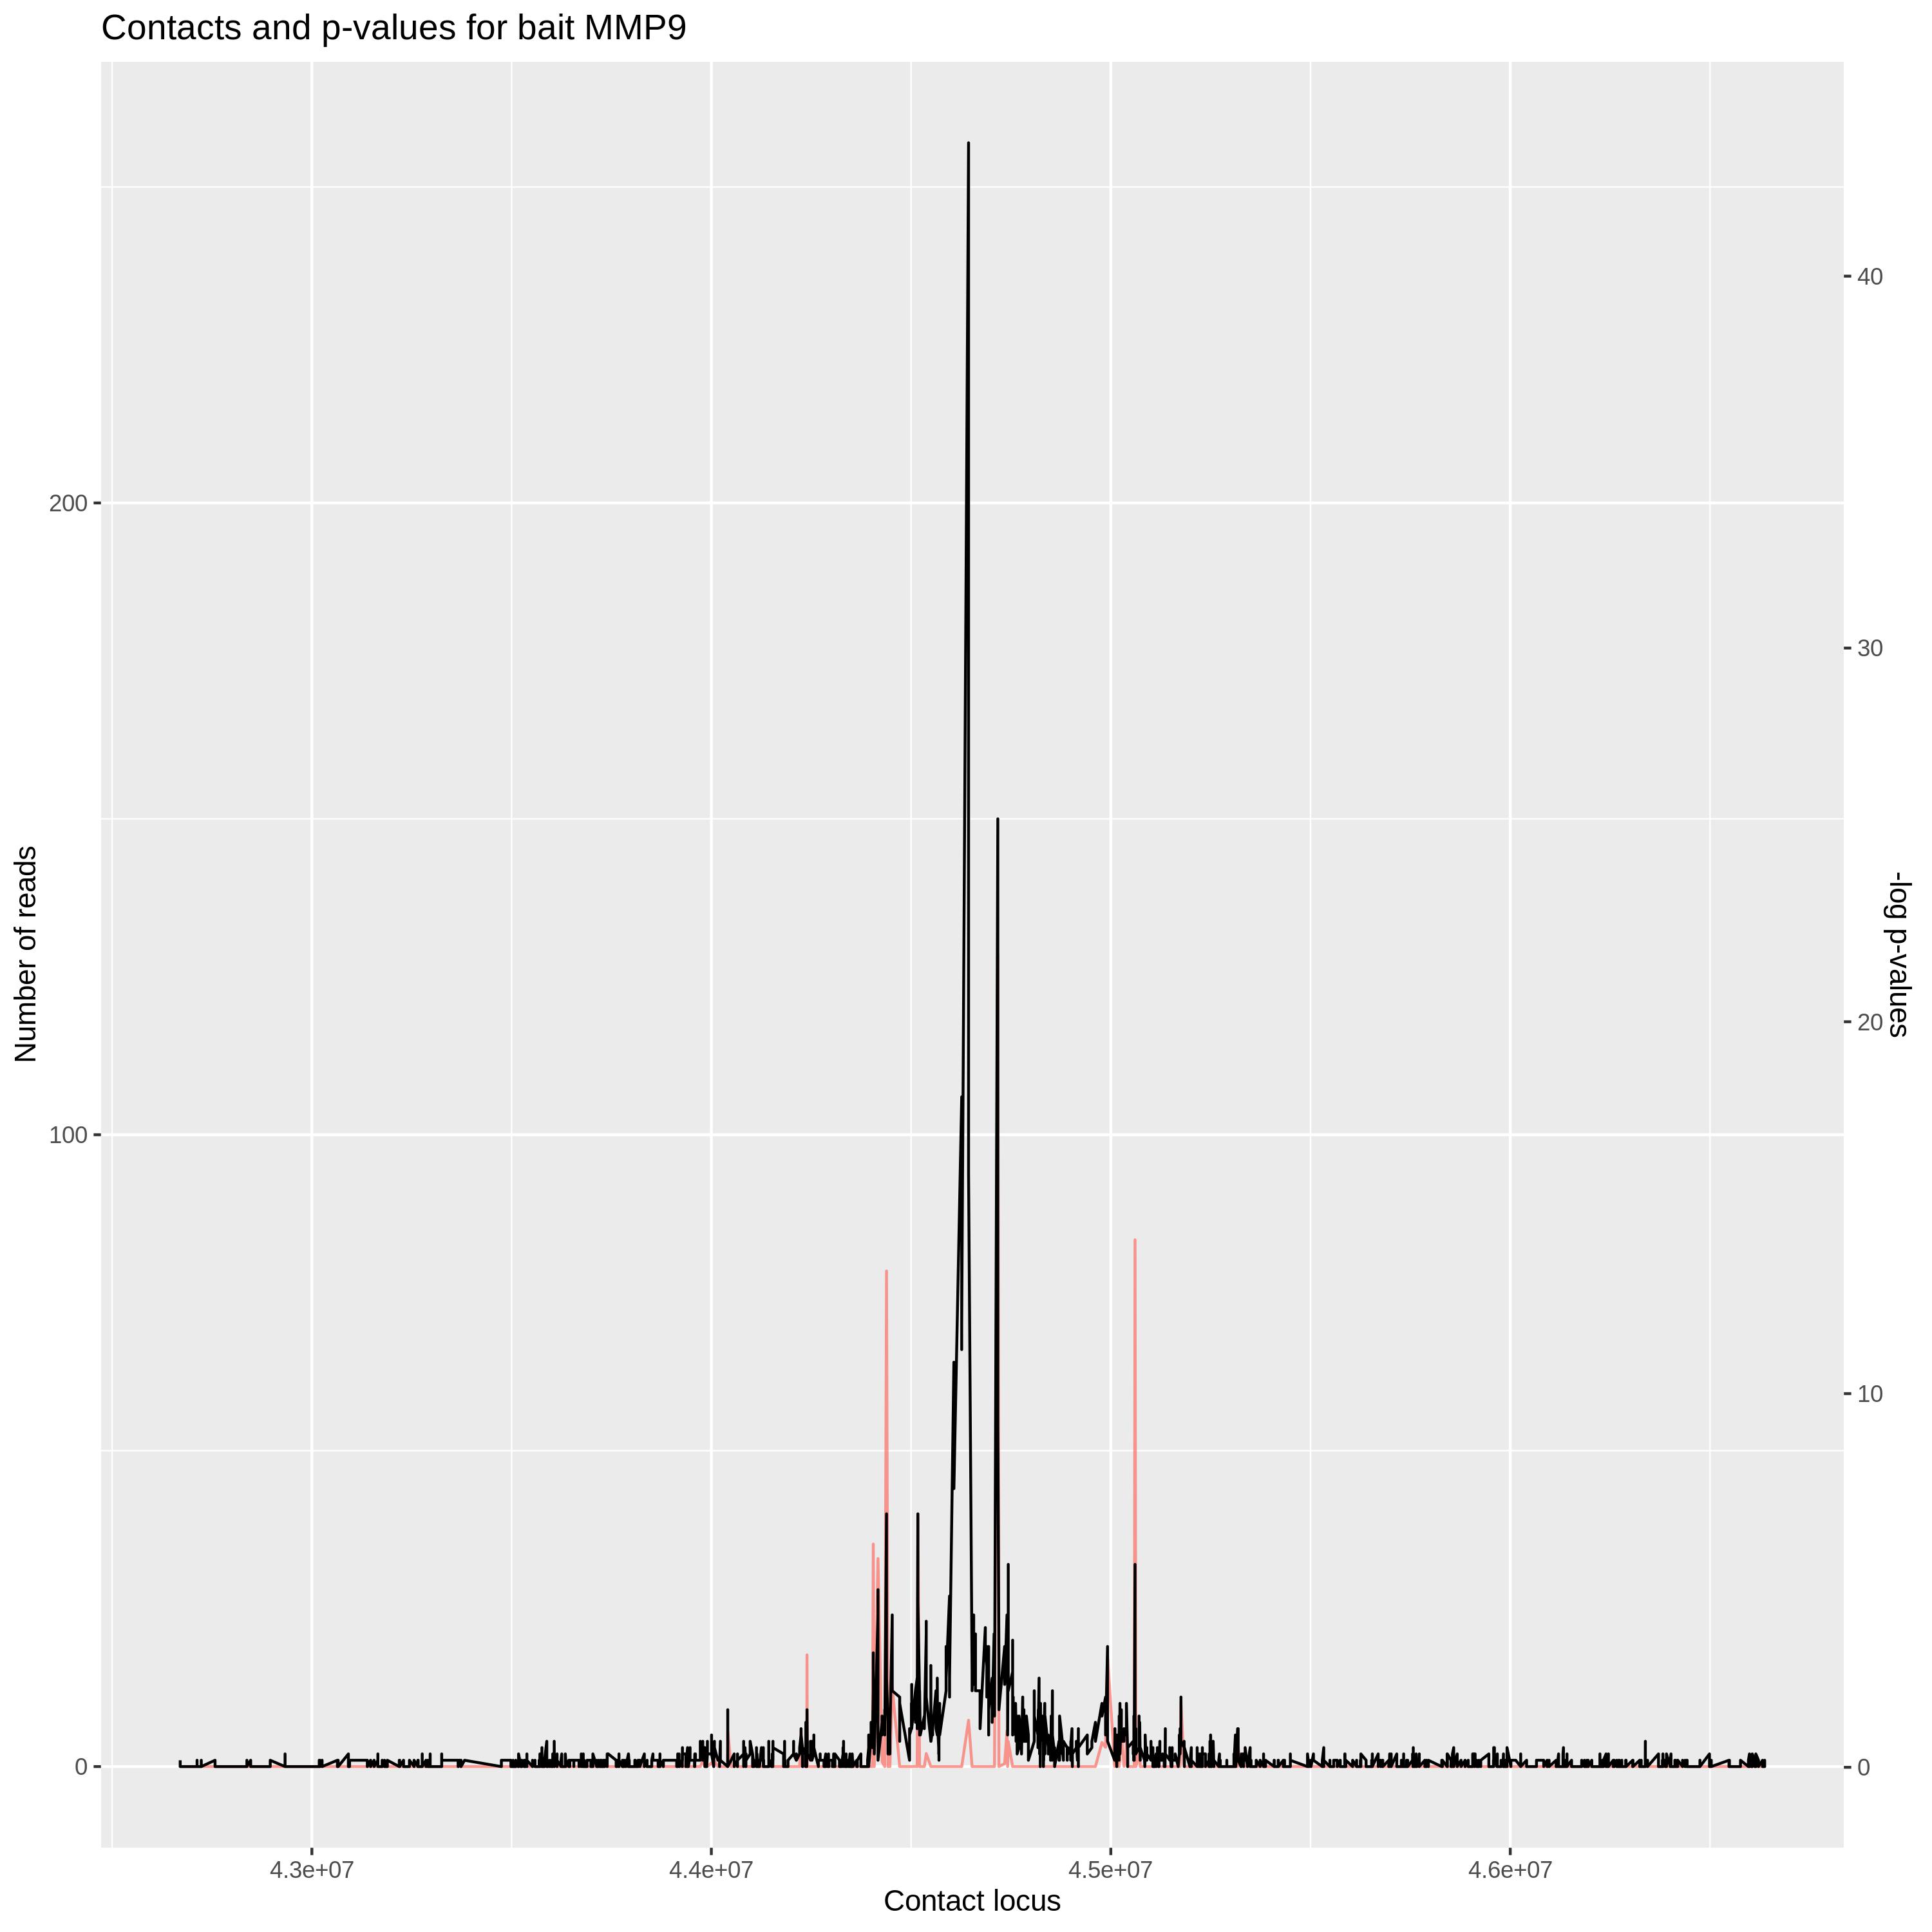 Contacts and p-values for bait MMP9
Number of reads
200
100
0
40
30
20
10
0
-log p-values
4.3e+07
4.4e+07
4.5e+07
4.6e+07
Contact locus